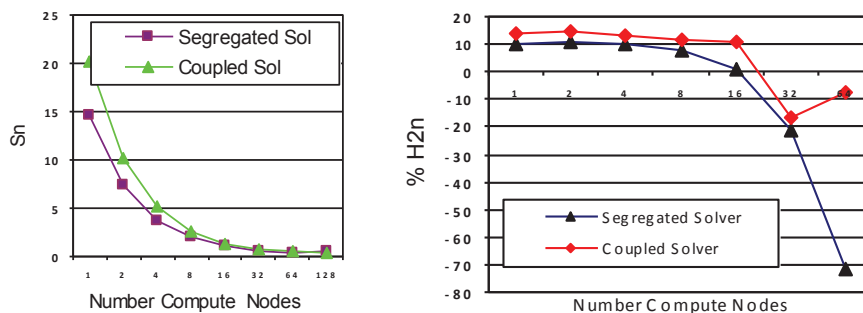 Sn
25
20
15
10
5
0
1 2 4 8 16 32 64 128
Segregated Sol
Coupled Sol
Number Compute Nodes
% H2n
20
10
0
-10
-20
-30
-40
-50
-60
-70
-80
1 2 4 8 16 32 64
Segregated Solver
Coupled Solver
Number Compute Nodes